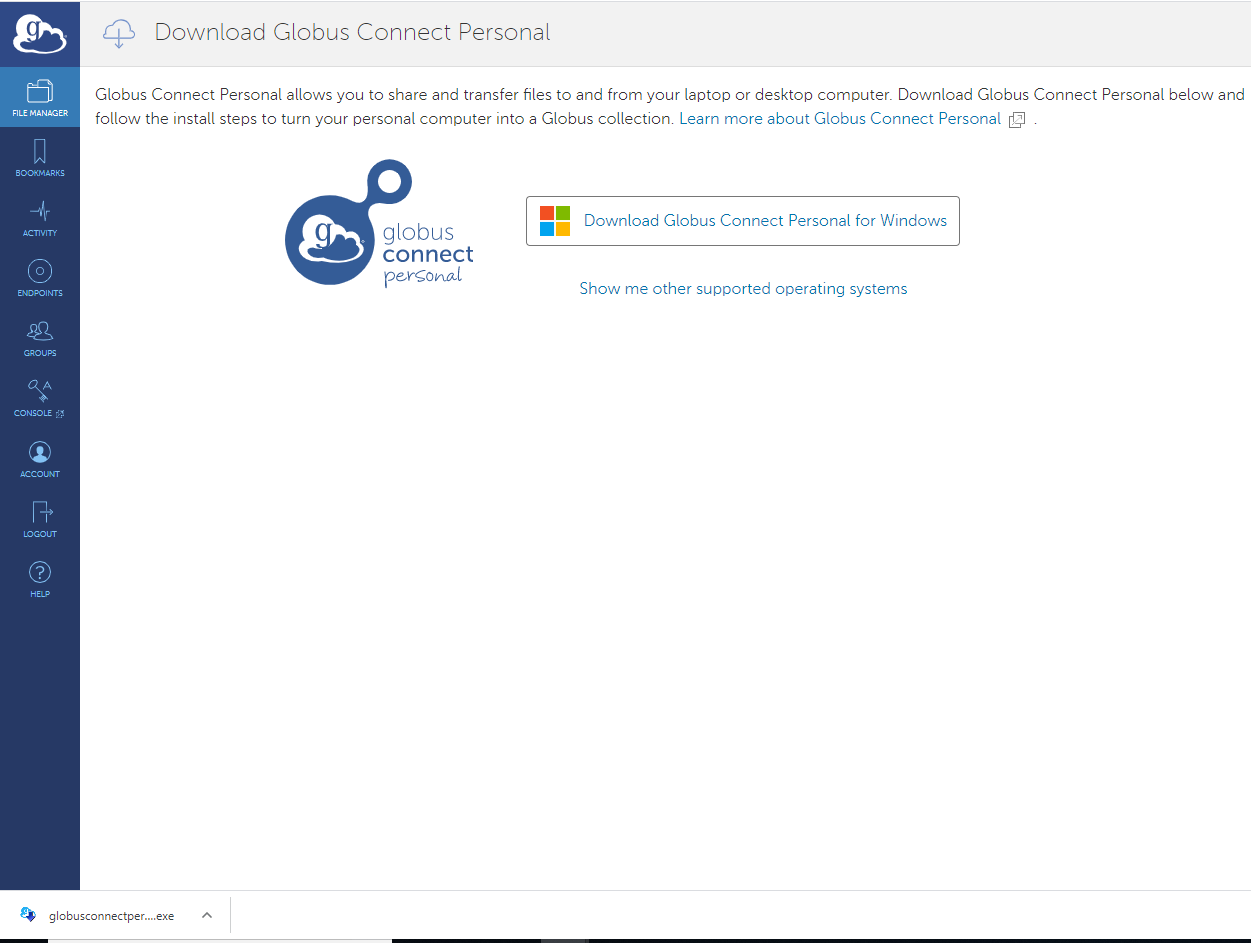 Download Globus Connect Personal
FILE MANAGER
BOOKMARKS
ACTIVITY
ENDPOINTS
GROUPS
CONSOLE
ACCOUNT
LOGOUT
HELP
Globus Connect Personal allows you to share and transfer files to and from your laptop or desktop computer. Download Globus Connect Personal below and
follow the install steps to turn your personal computer into a Globus collection. Learn more about Globus Connect Personal .
g
globus
connect
personal
Download Globus Connect Personal for Windows
Show me other supported operating systems
globusconnectper....exe